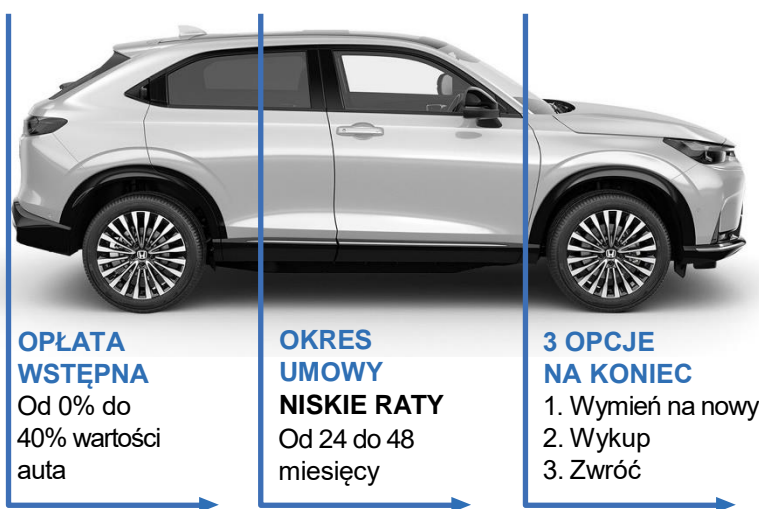 OPŁATA
WSTĘPNA
Od 0% do
40% wartości
auta
OKRES
UMOWY
NISKIE RATY
Od 24 do 48
miesięcy
3 OPCJE
NA KONIEC
1. Wymień na nowy
2. Wykup
3. Zwróć